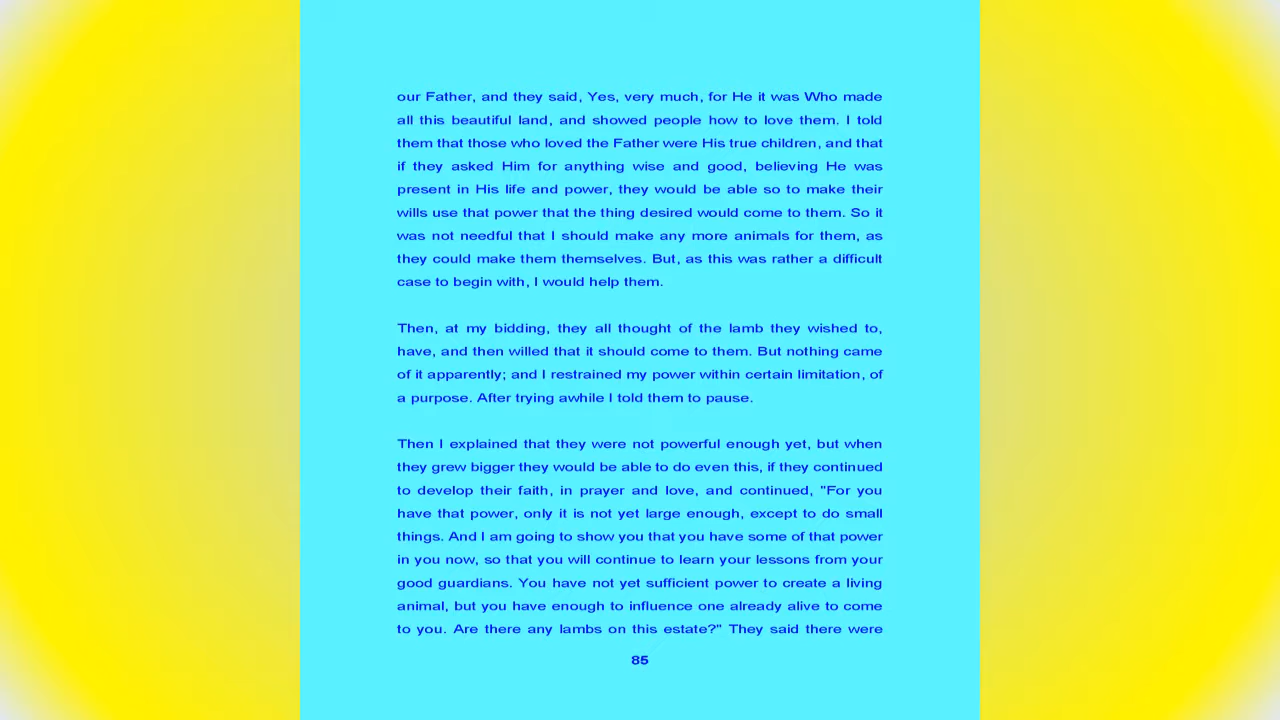 our Father, and they said, Yes, very much, for He it was Who made
all this beautiful land, and showed people how to love them. I told
them that those who loved the Father were His true children, and that
if they asked Him for anything wise and good, believing He was
present in His life and power, they would be able so to make their
wills use that power that the thing desired would come to them. So it
was not needful that I should make any more animals for them, as
they could make them themselves. But, as this was rather a difficult
case to begin with, I would help them.
Then, at my bidding, they all thought of the lamb they wished to,
have, and then willed that it should come to them. But nothing came
of it apparently; and I restrained my power within certain limitation, of
a purpose. After trying awhile I told them to pause.
Then I explained that they were not powerful enough yet, but when
they grew bigger they would be able to do even this, if they continued
to develop their faith, in prayer and love, and continued, "For you
have that power, only it is not yet large enough, except to do small
things. And I am going to show you that you have some of that power
in you now, so that you will continue to learn your lessons from your
good guardians. You have not yet sufficient power to create a living
animal, but you have enough to influence one already alive to come
to you. Are there any lambs on this estate?" They said there were
85